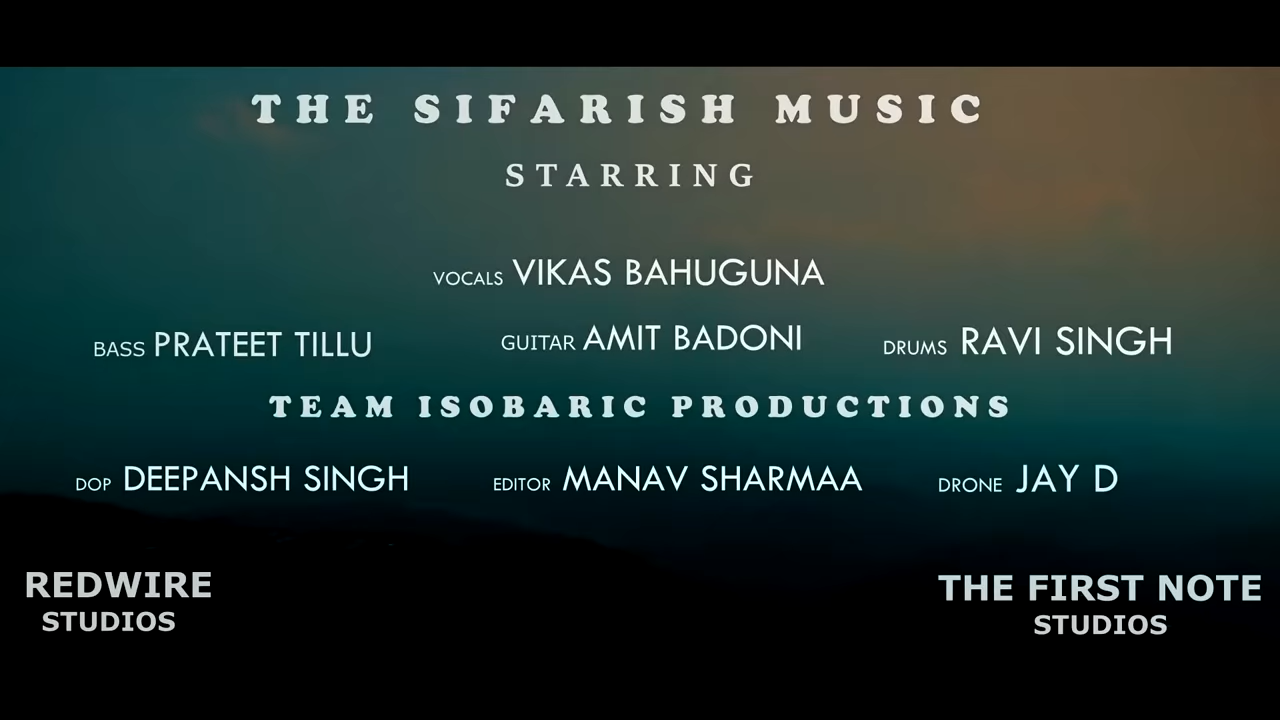 THE SIFARISH MUSIC
STARRING
VOCALS VIKAS BAHUGUNA
BASS PRATEET TILLU GUITAR AMIT BADONI DRUMS RAVI SINGH
TEAM ISOBARIC PRODUCTIONS
DOP DEEPANSH SINGH EDITOR MANAV SHARMAA DRONE JAY D
REDWIRE
STUDIOS
THE FIRST NOTE
STUDIOS